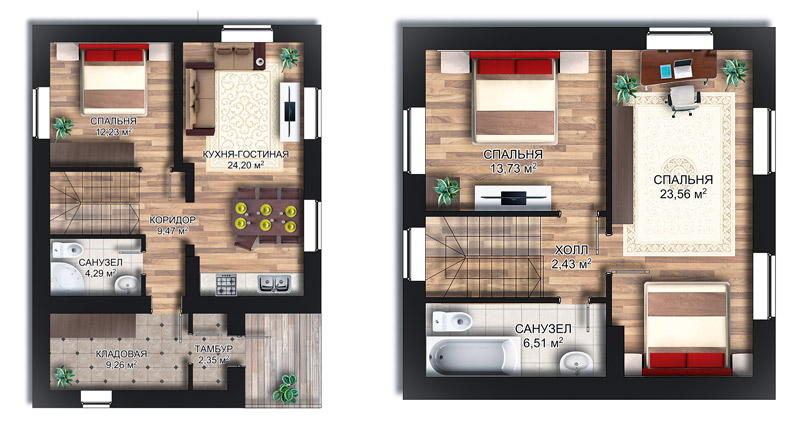 СПАЛЬНЯ
12,23 м²
КУХНЯ-ГОСТИНАЯ
24,20 м²
КОРИДОР
9,47 м²
САНУЗЕЛ
4,29 м²
КЛАДОВАЯ
9,26 м²
ТАМБУР
2,35 м²
СПАЛЬНЯ
13,73 м²
СПАЛЬНЯ
23,56 м²
ХОЛЛ
2,43 м²
САНУЗЕЛ
6,51 м²